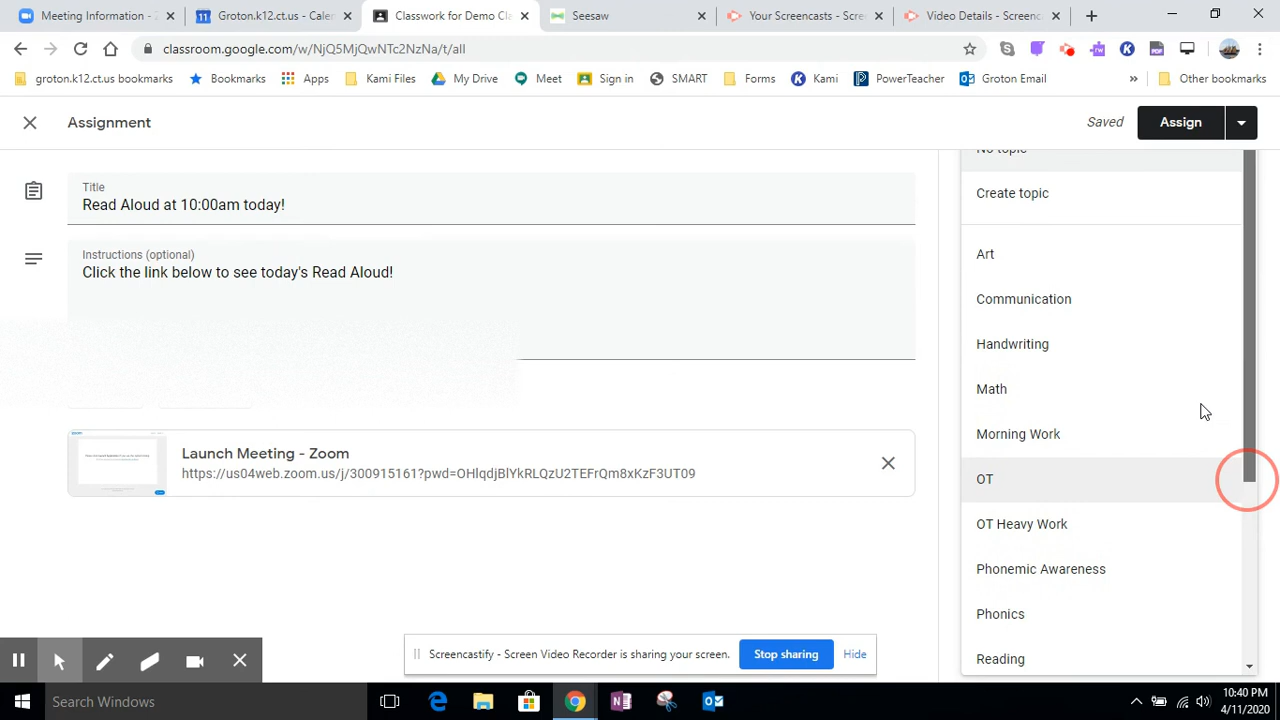 Meeting Information - Z
Groton.k12.ct.us - Calen
Classwork for Demo Cla
Seesaw
Your Screencasts - Scree
Video Details - Screenca
classroom.google.com/w/NjQ5MjQwNTc2NzNa/t/all
groton.k12.ct.us bookmarks
Bookmarks
Apps
Kami Files
My Drive
Meet
Sign in
SMART
Forms
Kami
PowerTeacher
Groton Email
»
Other bookmarks
Assignment
Saved
Assign
Title
Read Aloud at 10:00am today!
Instructions (optional)
Click the link below to see today's Read Aloud!
Launch Meeting - Zoom
https://us04web.zoom.us/j/300915161?pwd=OHlqdjBlYkRLQzU2TEFrQm8xKzF3UT09
No topic
Create topic
Art
Communication
Handwriting
Math
Morning Work
OT
OT Heavy Work
Phonemic Awareness
Phonics
Reading
Screencastify - Screen Video Recorder is sharing your screen.
Stop sharing
Hide
Search Windows
10:40 PM
4/11/2020